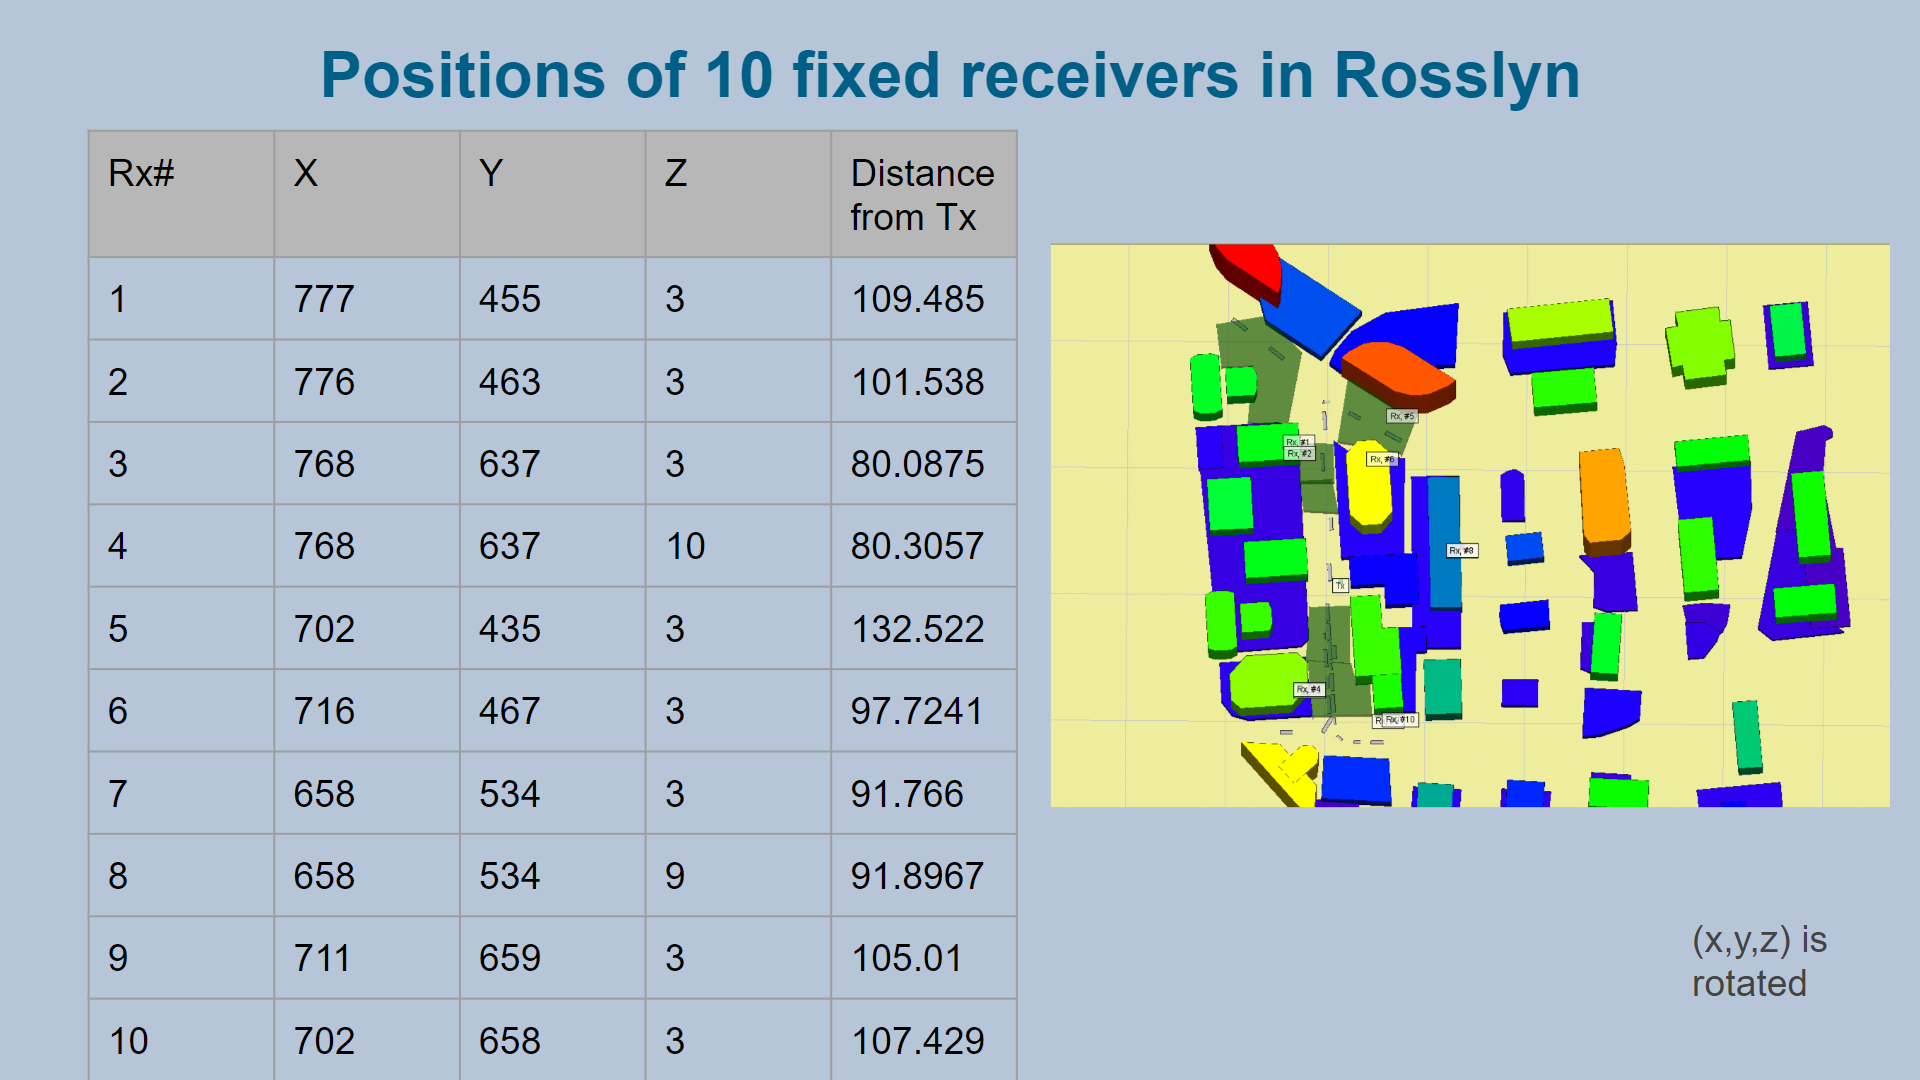 Positions of 10 fixed receivers in Rosslyn
Rx# X Y Z Distance
from Tx
1 777 455 3 109.485
2 776 463 3 101.538
3 768 637 3 80.0875
4 768 637 10 80.3057
5 702 435 3 132.522
6 716 467 3 97.7241
7 658 534 3 91.766
8 658 534 9 91.8967
9 711 659 3 105.01
10 702 658 3 107.429
Rx, #5
Rx, #1
Rx, #2
Rx, #6
Rx, #8
Tx
Rx, #4
Rx, #10
(x,y,z) is
rotated